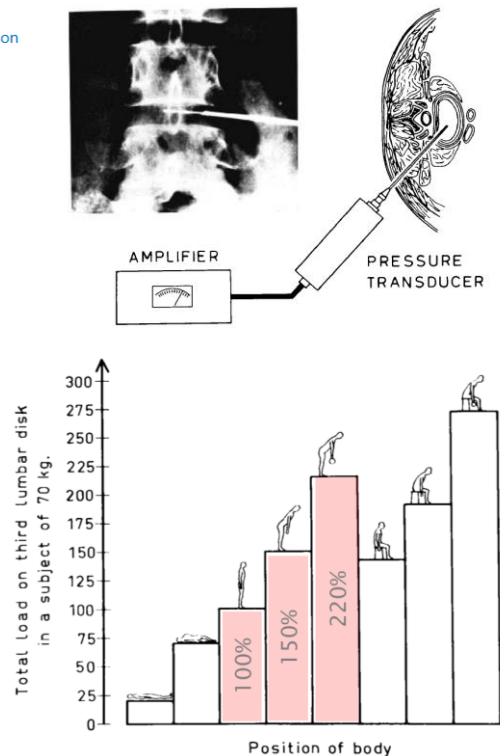 on
AMPLIFIER
PRESSURE
TRANSDUCER
Total load on third lumbar disk
in a subject of 70 kg.
300
275
250
225
200
175
150
125
100
75
50
25
0
100%
150%
220%
Position of body